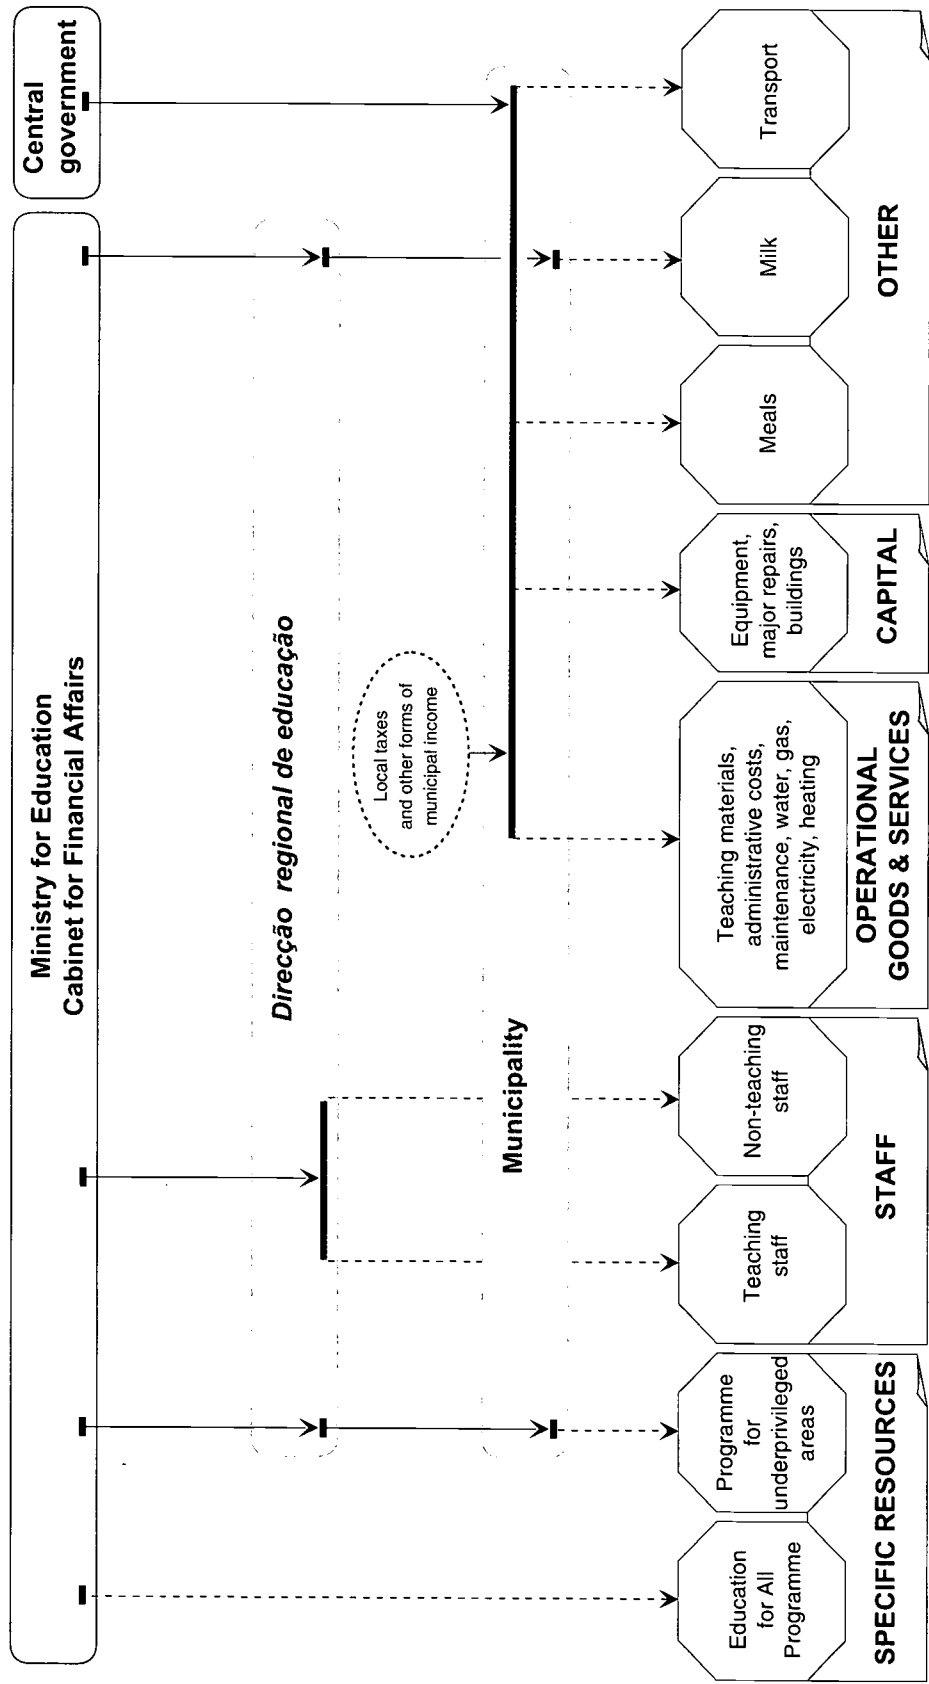 Ministry for Education
Cabinet for Financial Affairs
Central
government
Direcção regional de educação
Local taxes
and other forms of
municipal income
Municipality
Education
for All
Programme
Programme
for
underprivileged
areas
Teaching
staff
Non-teaching
staff
Teaching materials,
administrative costs,
maintenance, water, gas,
electricity, heating
Equipment,
major repairs,
buildings
Meals
Milk
Transport
SPECIFIC RESOURCES
STAFF
OPERATIONAL
GOODS & SERVICES
CAPITAL
OTHER